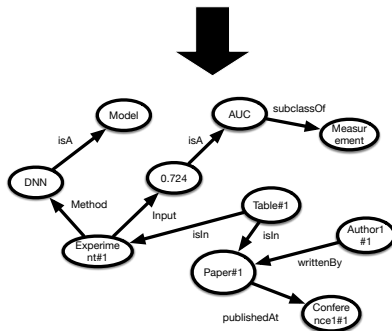 Model
AUC
subclassOf
Measur
ement
isA
isA
DNN
0.724
Method
Input
Table#1
Author1
#1
isIn
isIn
Experime
nt#1
writtenBy
Paper#1
publishedAt
Confere
nce1#1